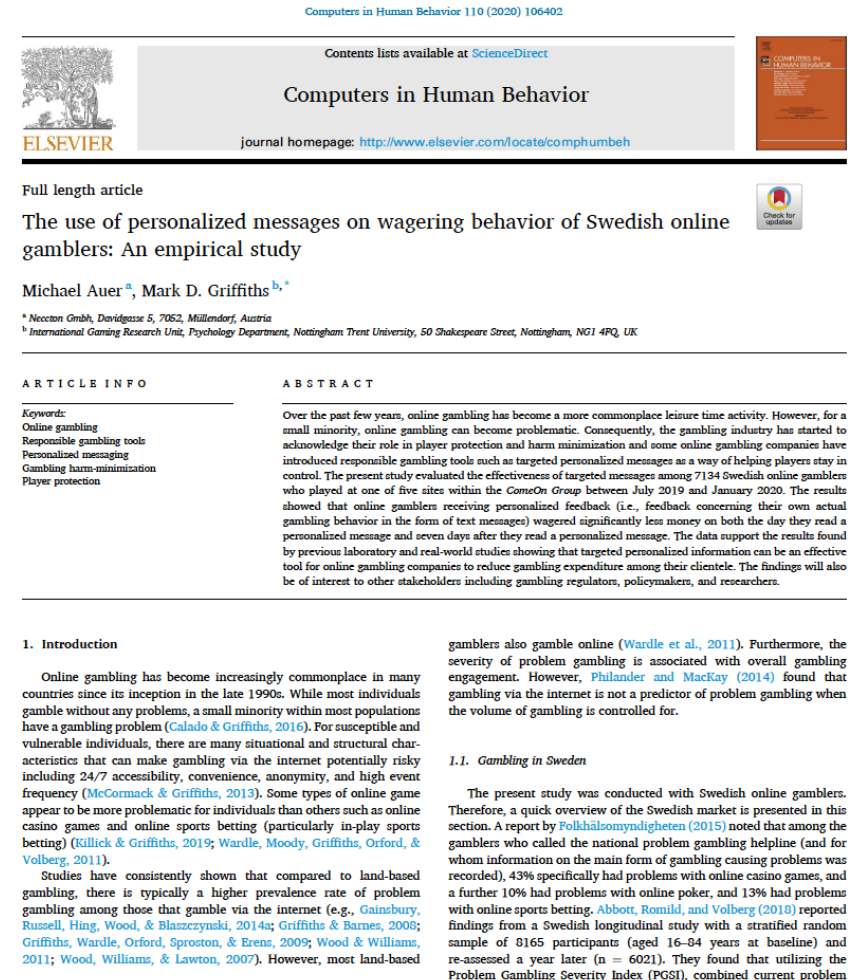 Computers in Human Behavior 110 (2020) 106402
Contents lists available at ScienceDirect
Computers in Human Behavior
journal homepage: http://www.elsevier.com/locate/comphumbeh
ELSEVIER
COMPUTERS IN
HUMAN BEHAVIOR
Full length article
The use of personalized messages on wagering behavior of Swedish online
gamblers: An empirical study
Check for
updates
Michael Auer a, Mark D. Griffiths b,*
a Neccton Gmbh, Davidgasse 5, 7052, Müllendorf, Austria
b International Gaming Research Unit, Psychology Department, Nottingham Trent University, 50 Shakespeare Street, Nottingham, NG1 4FQ, UK
ARTICLE INFO
Keywords:
Online gambling
Responsible gambling tools
Personalized messaging
Gambling harm-minimization
Player protection
ABSTRACT
Over the past few years, online gambling has become a more commonplace leisure time activity. However, for a
small minority, online gambling can become problematic. Consequently, the gambling industry has started to
acknowledge their role in player protection and harm minimization and some online gambling companies have
introduced responsible gambling tools such as targeted personalized messages as a way of helping players stay in
control. The present study evaluated the effectiveness of targeted messages among 7134 Swedish online gamblers
who played at one of five sites within the ComeOn Group between July 2019 and January 2020. The results
showed that online gamblers receiving personalized feedback (i.e., feedback concerning their own actual
gambling behavior in the form of text messages) wagered significantly less money on both the day they read a
personalized message and seven days after they read a personalized message. The data support the results found
by previous laboratory and real-world studies showing that targeted personalized information can be an effective
tool for online gambling companies to reduce gambling expenditure among their clientele. The findings will also
be of interest to other stakeholders including gambling regulators, policymakers, and researchers.
1. Introduction
Online gambling has become increasingly commonplace in many
countries since its inception in the late 1990s. While most individuals
gamble without any problems, a small minority within most populations
have a gambling problem (Calado & Griffiths, 2016). For susceptible and
vulnerable individuals, there are many situational and structural char-
acteristics that can make gambling via the internet potentially risky
including 24/7 accessibility, convenience, anonymity, and high event
frequency (McCormack & Griffiths, 2013). Some types of online game
appear to be more problematic for individuals than others such as online
casino games and online sports betting (particularly in-play sports
betting) (Killick & Griffiths, 2019; Wardle, Moody, Griffiths, Orford, &
Volberg, 2011).
Studies have consistently shown that compared to land-based
gambling, there is typically a higher prevalence rate of problem
gambling among those that gamble via the internet (e.g., Gainsbury,
Russell, Hing, Wood, & Blaszczynski, 2014a; Griffiths & Barnes, 2008;
Griffiths, Wardle, Orford, Sproston, & Erens, 2009; Wood & Williams,
2011; Wood, Williams, & Lawton, 2007). However, most land-based
gamblers also gamble online (Wardle et al., 2011). Furthermore, the
severity of problem gambling is associated with overall gambling
engagement. However, Philander and MacKay (2014) found that
gambling via the internet is not a predictor of problem gambling when
the volume of gambling is controlled for.
1.1. Gambling in Sweden
The present study was conducted with Swedish online gamblers.
Therefore, a quick overview of the Swedish market is presented in this
section. A report by Folkhälsomyndigheten (2015) noted that among the
gamblers who called the national problem gambling helpline (and for
whom information on the main form of gambling causing problems was
recorded), 43% specifically had problems with online casino games, and
a further 10% had problems with online poker, and 13% had problems
with online sports betting. Abbott, Romild, and Volberg (2018) reported
findings from a Swedish longitudinal study with a stratified random
sample of 8165 participants (aged 16–84 years at baseline) and
re-assessed a year later (n = 6021). They found that utilizing the
Problem Gambling Severity Index (PGSI), combined current problem